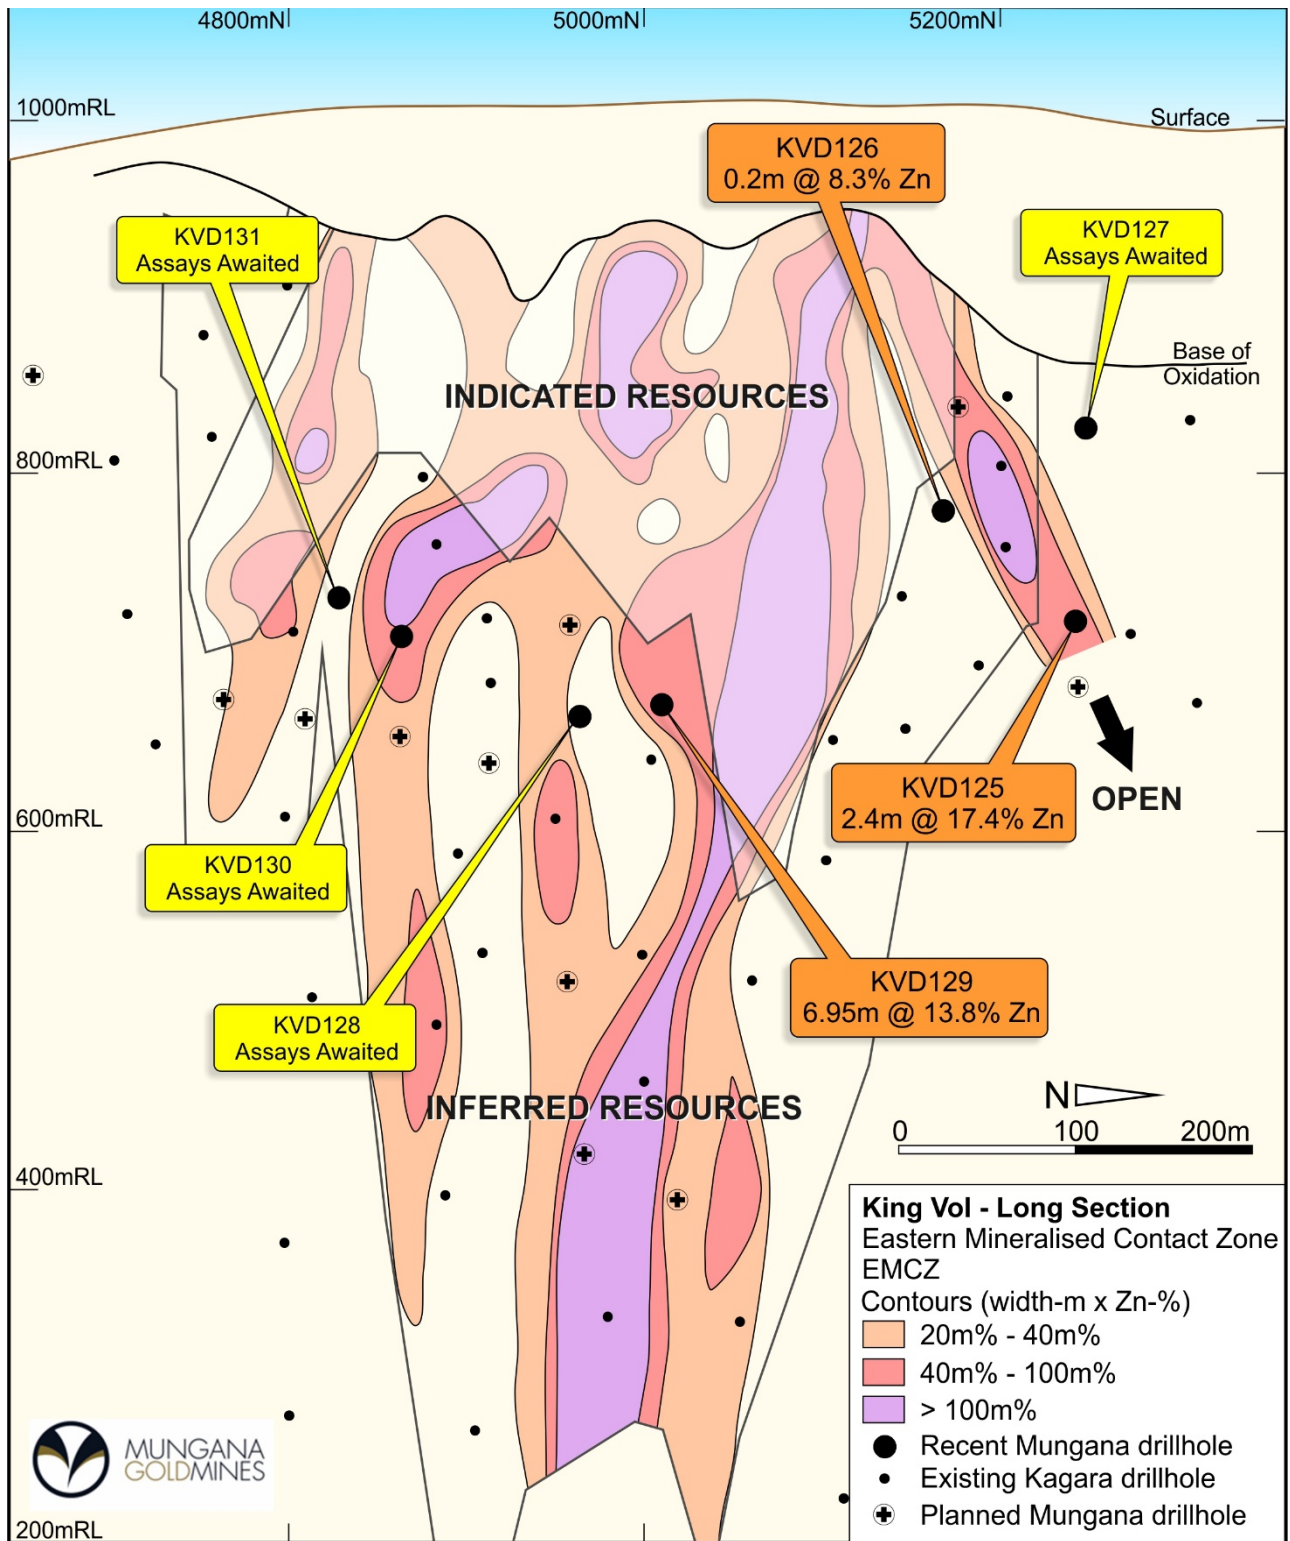 4800mN
5000mN
5200mN
1000mRL
Surface
KVD126
0.2m @ 8.3% Zn
KVD131
Assays Awaited
KVD127
Assays Awaited
Base of
Oxidation
INDICATED RESOURCES
800mRL
KVD125
2.4m @ 17.4% Zn
OPEN
600mRL
KVD130
Assays Awaited
KVD129
6.95m @ 13.8% Zn
KVD128
Assays Awaited
INFERRED RESOURCES
N
0 100 200m
400mRL
King Vol - Long Section
Eastern Mineralised Contact Zone
EMCZ
Contours (width-m x Zn-%)
20m% - 40m%
40m% - 100m%
> 100m%
Recent Mungana drillhole
Existing Kagara drillhole
Planned Mungana drillhole
MUNGANA
GOLDMINES
200mRL